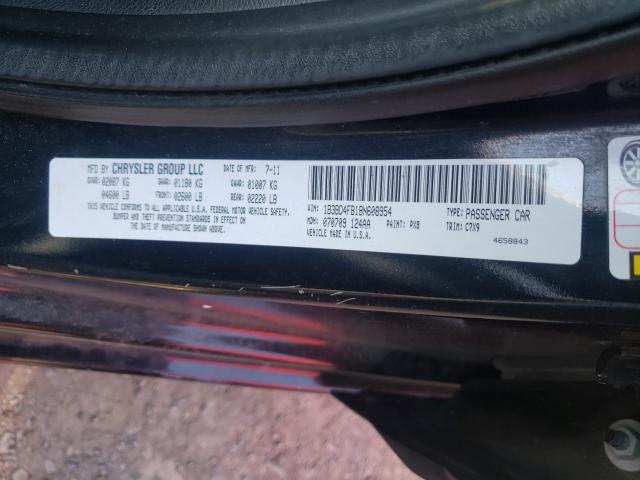 MFD BY CHRYSLER GROUP LLC DATE OF MFR: 7-11
GVWR: 02087 KG GAWR: 01180 KG GAWR: 01007 KG
04600 LB FRONT: 02600 LB REAR: 02220 LB
THIS VEHICLE CONFORMS TO ALL APPLICABLE U.S.A. FEDERAL MOTOR VEHICLE SAFETY,
BUMPER AND THEFT PREVENTION STANDARDS IN EFFECT ON
THE DATE OF MANUFACTURE SHOWN ABOVE.
VIN: 1B3BD4FB1BN608954 TYPE: PASSENGER CAR
MDH: 070709 124AA PAINT: PX8 TRIM: C7X9
VEHICLE MADE IN U.S.A.
4658843